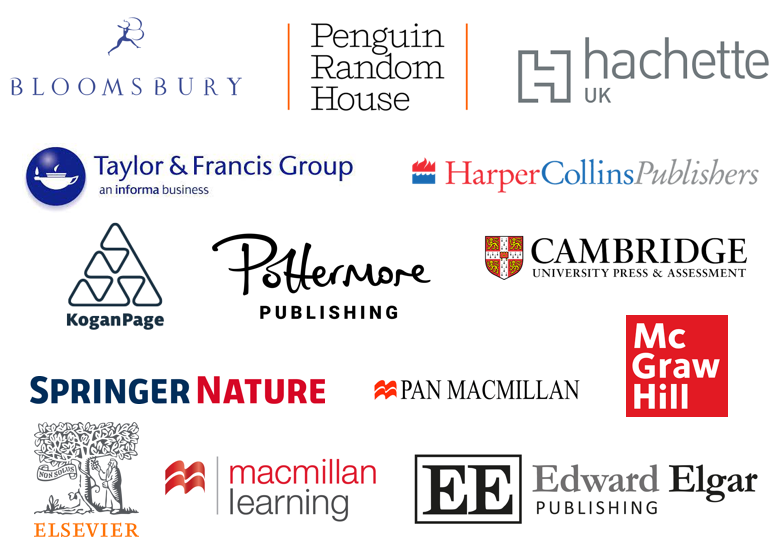 BLOOMSBURY
Penguin
Random
House
hachette
UK
Taylor & Francis Group
an informa business
HarperCollinsPublishers
KoganPage
Pottermore
PUBLISHING
CAMBRIDGE
UNIVERSITY PRESS & ASSESSMENT
SPRINGER NATURE
PAN MACMILLAN
Mc
Graw
Hill
NON SOLUS
ELSEVIER
macmillan
learning
EE
Edward Elgar
PUBLISHING